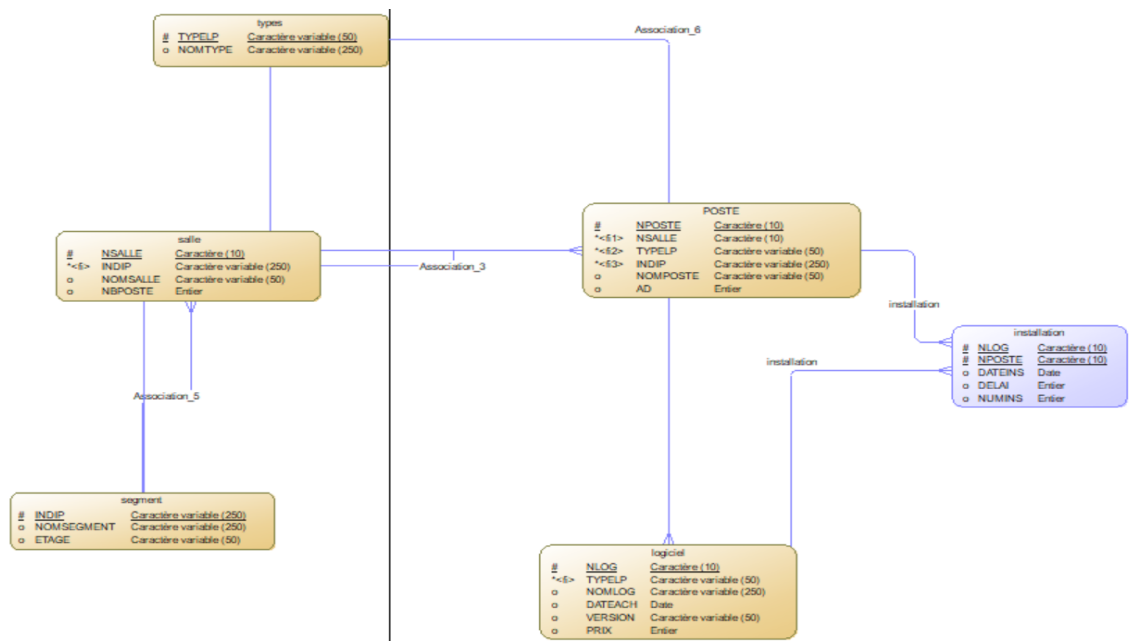 types
# TYPELP Caractère variable (50)
o NOMTYPE Caractère variable (250)
Association_6
salle
# NSALLE Caractère (10)
*<fi> INDIP Caractère variable (250)
o NOMSALLE Caractère variable (50)
o NBPOSTE Entier
Association_3
POSTE
# NPOSTE Caractère (10)
*<fi1> NSALLE Caractère (10)
*<fi2> TYPELP Caractère variable (50)
*<fi3> INDIP Caractère variable (250)
o NOMPOSTE Caractère variable (50)
o AD Entier
installation
installation
# NLOG Caractère (10)
# NPOSTE Caractère (10)
o DATEINS Date
o DELAI Entier
o NUMINS Entier
installation
Association_5
segment
# INDIP Caractère variable (250)
o NOMSEGMENT Caractère variable (250)
o ETAGE Caractère variable (50)
logiciel
# NLOG Caractère (10)
*<fi> TYPELP Caractère variable (50)
o NOMLOG Caractère variable (250)
o DATEACH Date
o VERSION Caractère variable (50)
o PRIX Entier